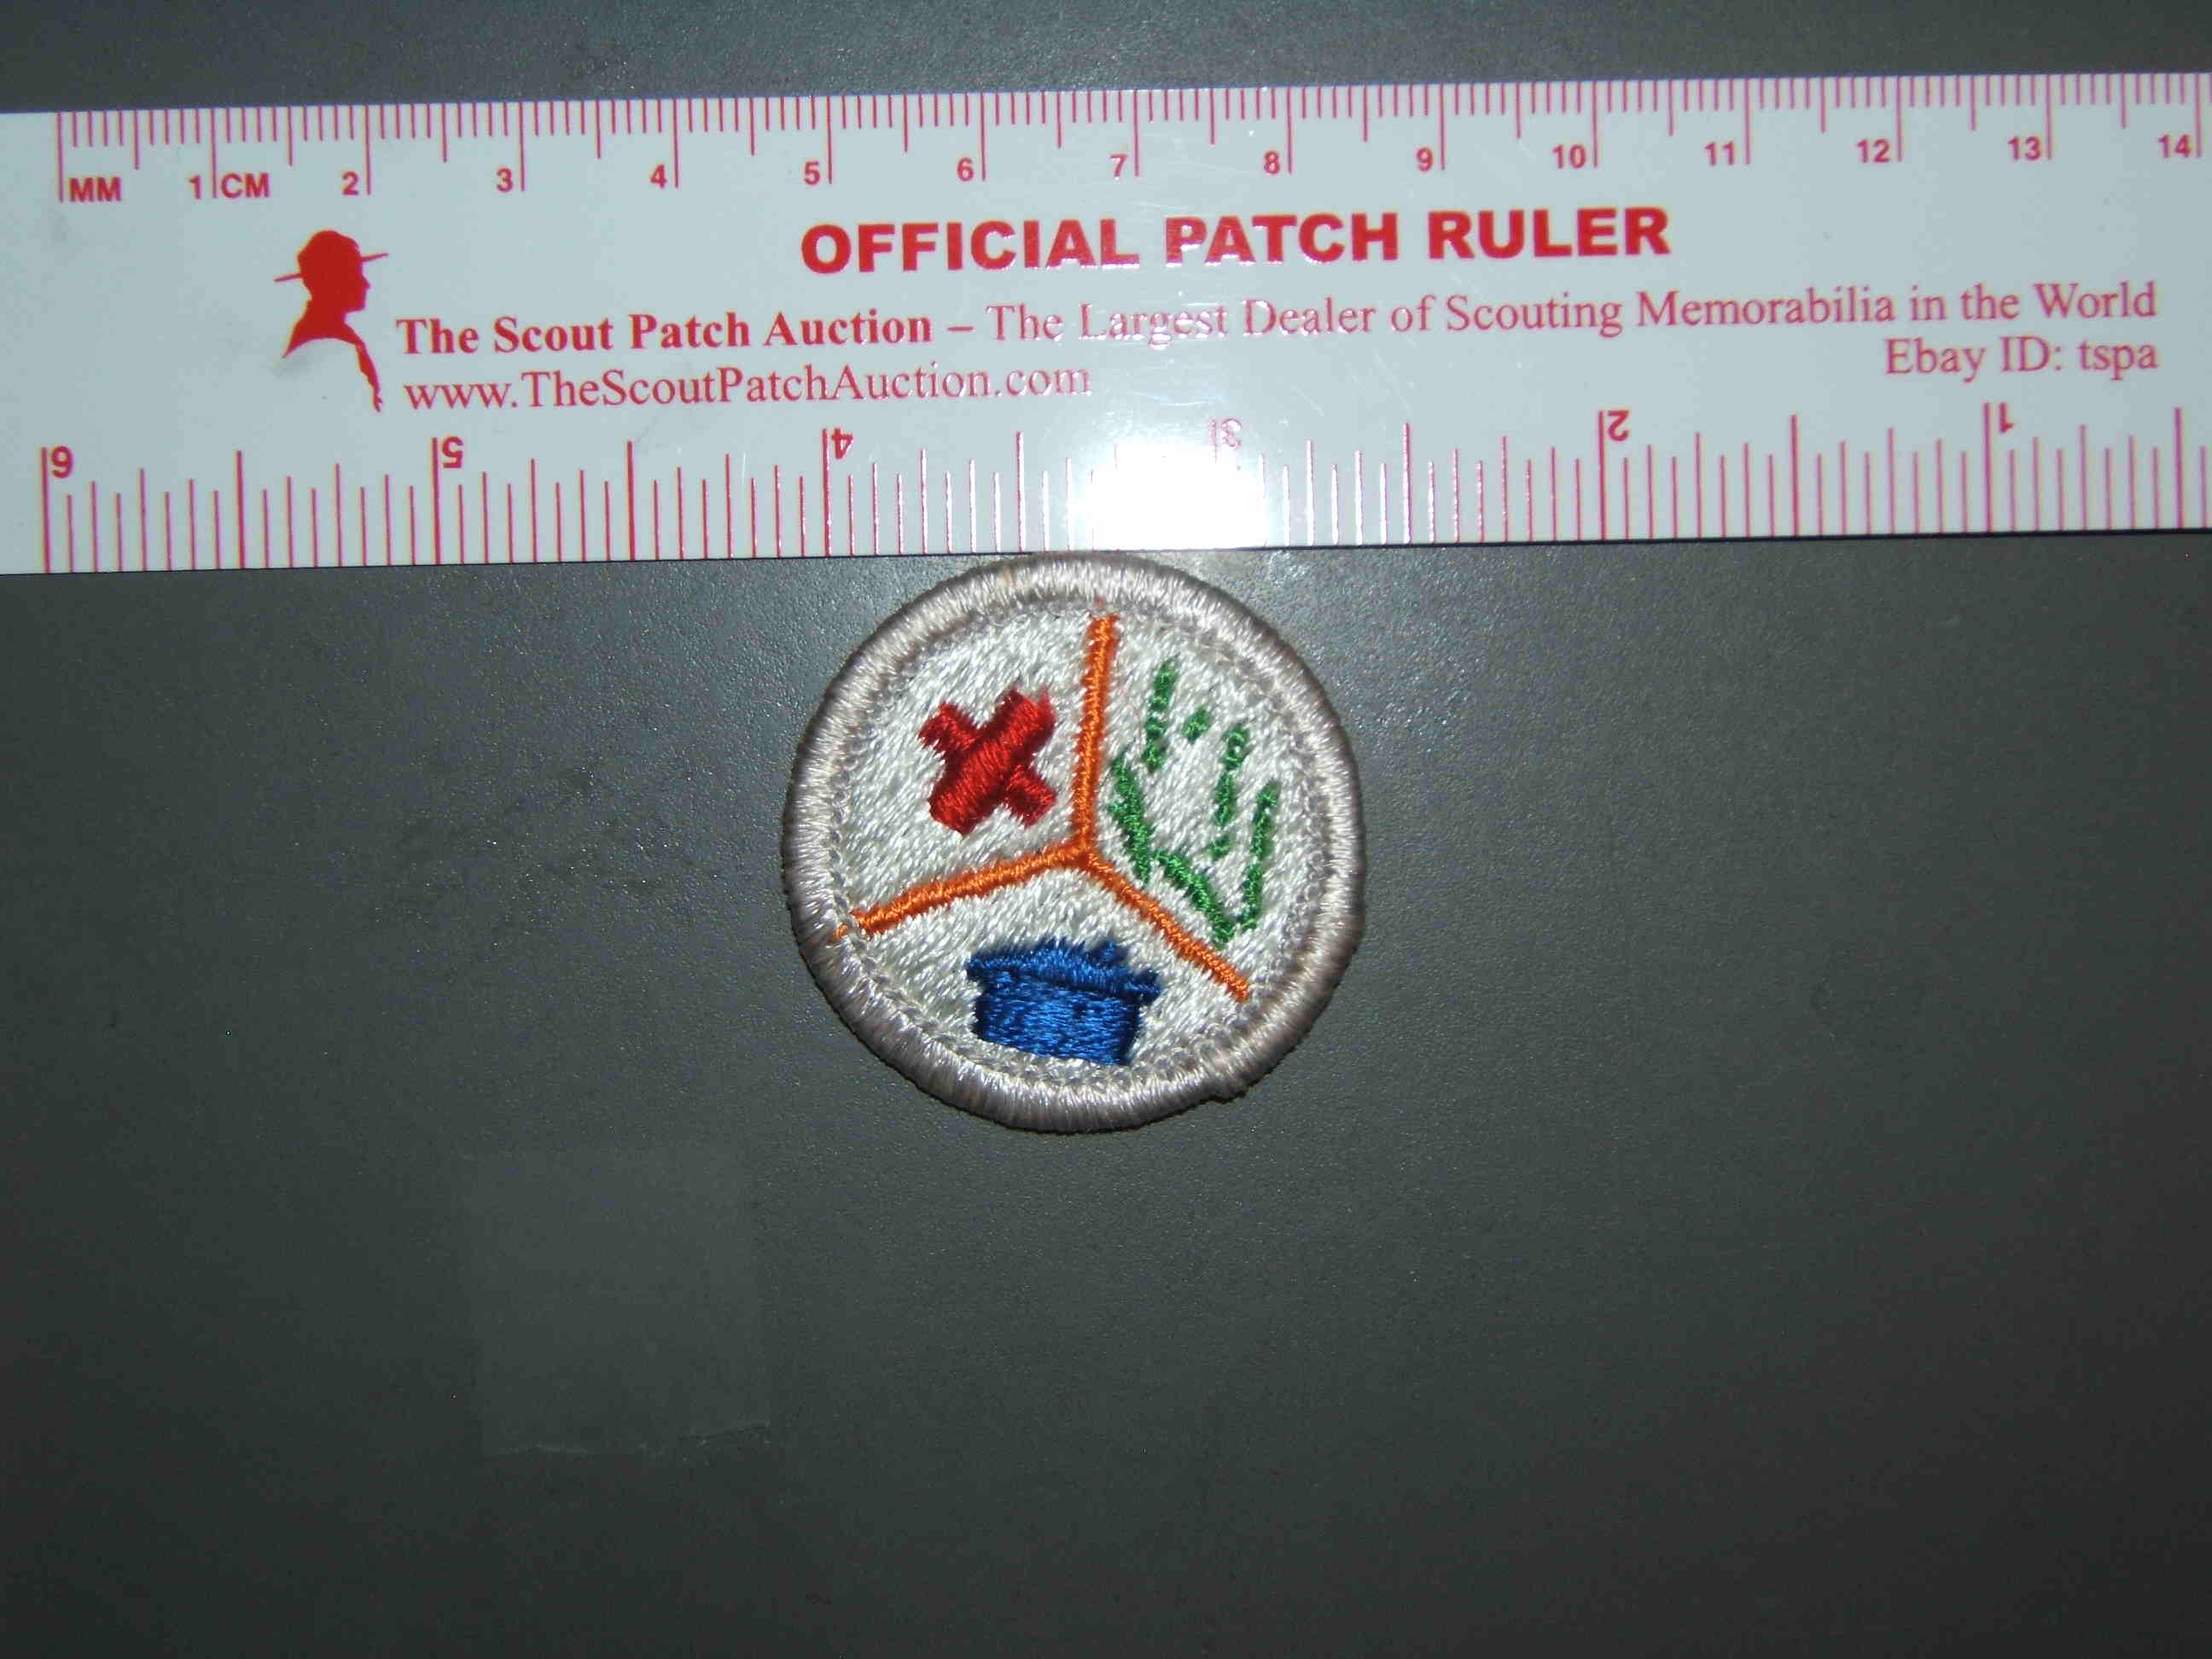 MM 1 CM 2 3 4 5 6 7 8 9 10 11 12 13 14
OFFICIAL PATCH RULER
The Scout Patch Auction – The Largest Dealer of Scouting Memorabilia in the World
www.TheScoutPatchAuction.com
Ebay ID: tspa
6 5 4 3 2 1